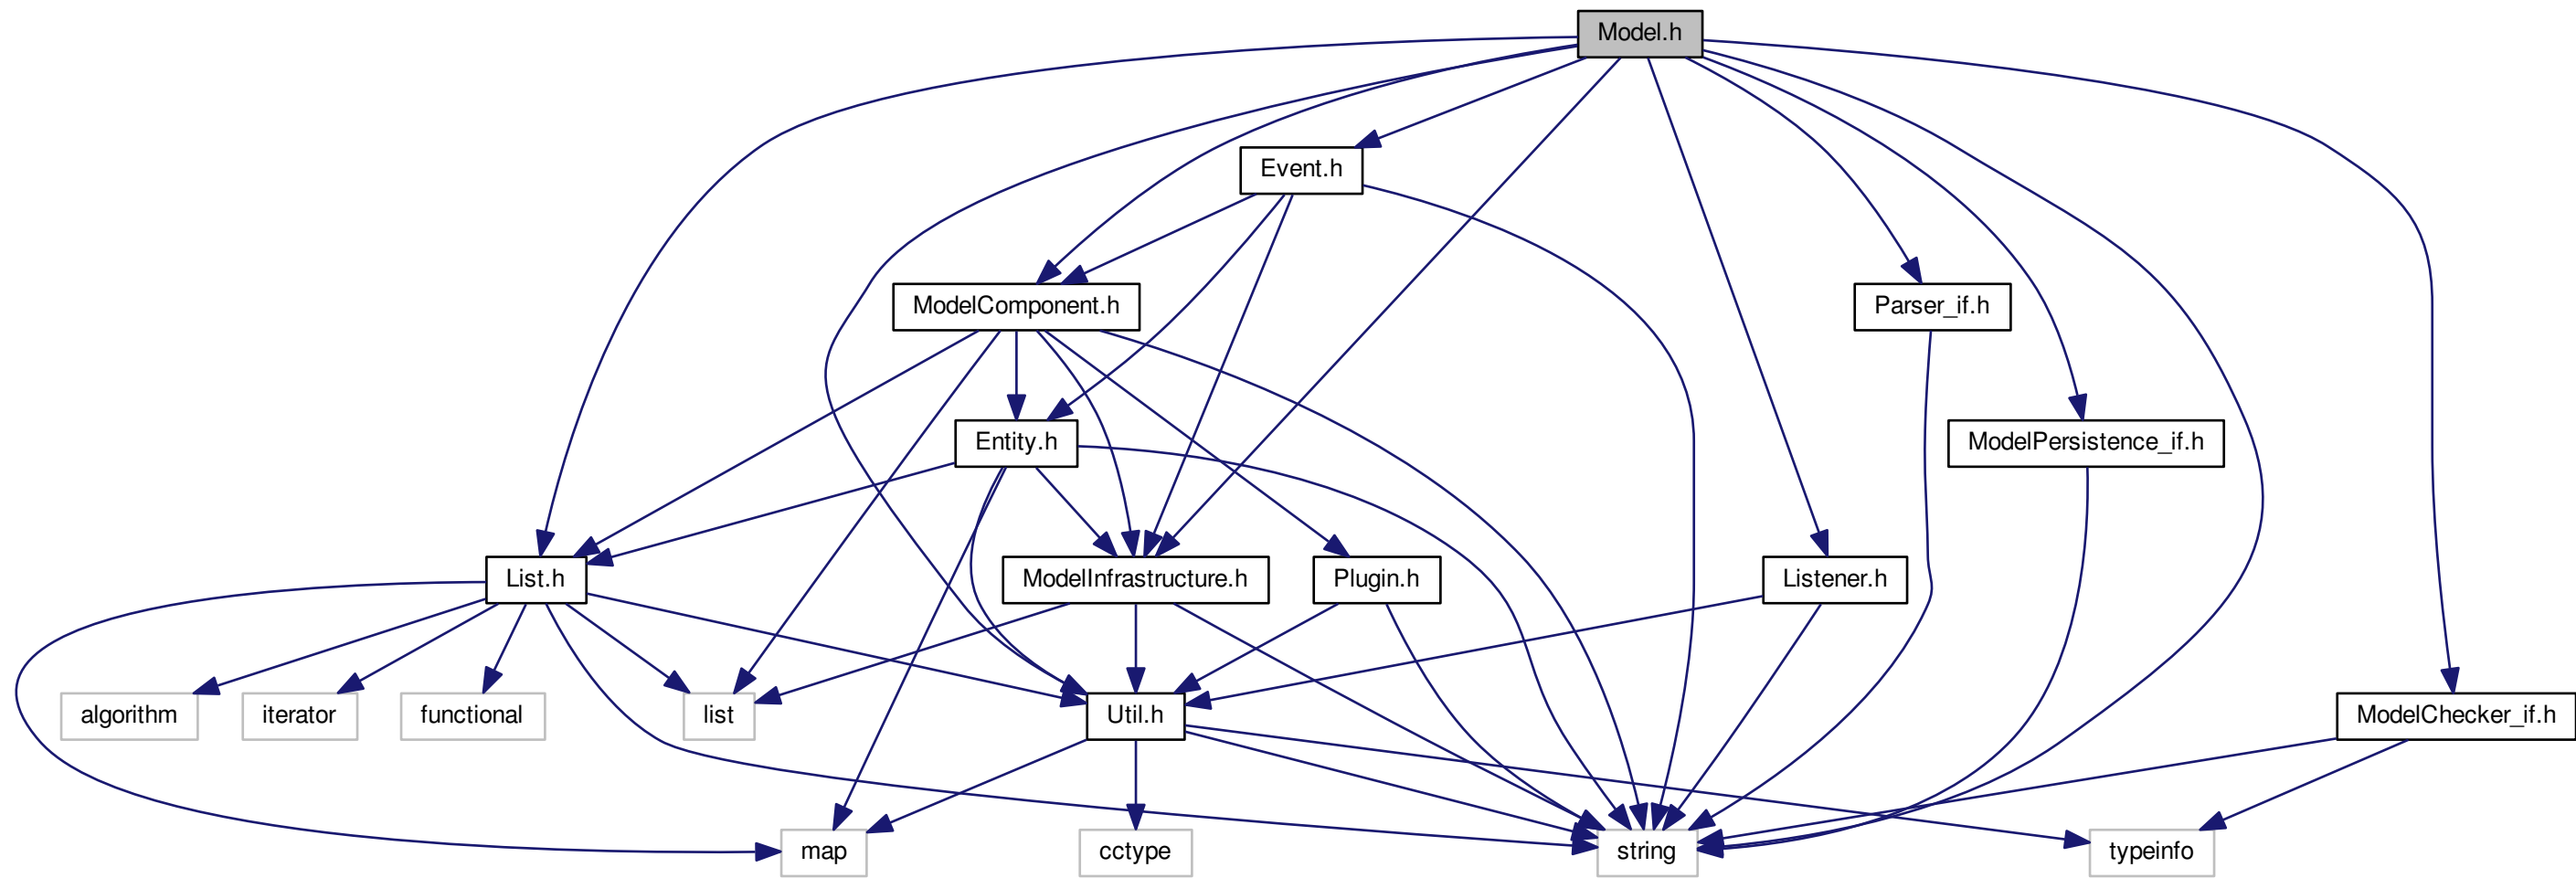 Model.h
Event.h
ModelComponent.h
Parser_if.h
Entity.h
ModelPersistence_if.h
List.h
ModelInfrastructure.h
Plugin.h
Listener.h
algorithm
iterator
functional
list
Util.h
ModelChecker_if.h
map
cctype
string
typeinfo